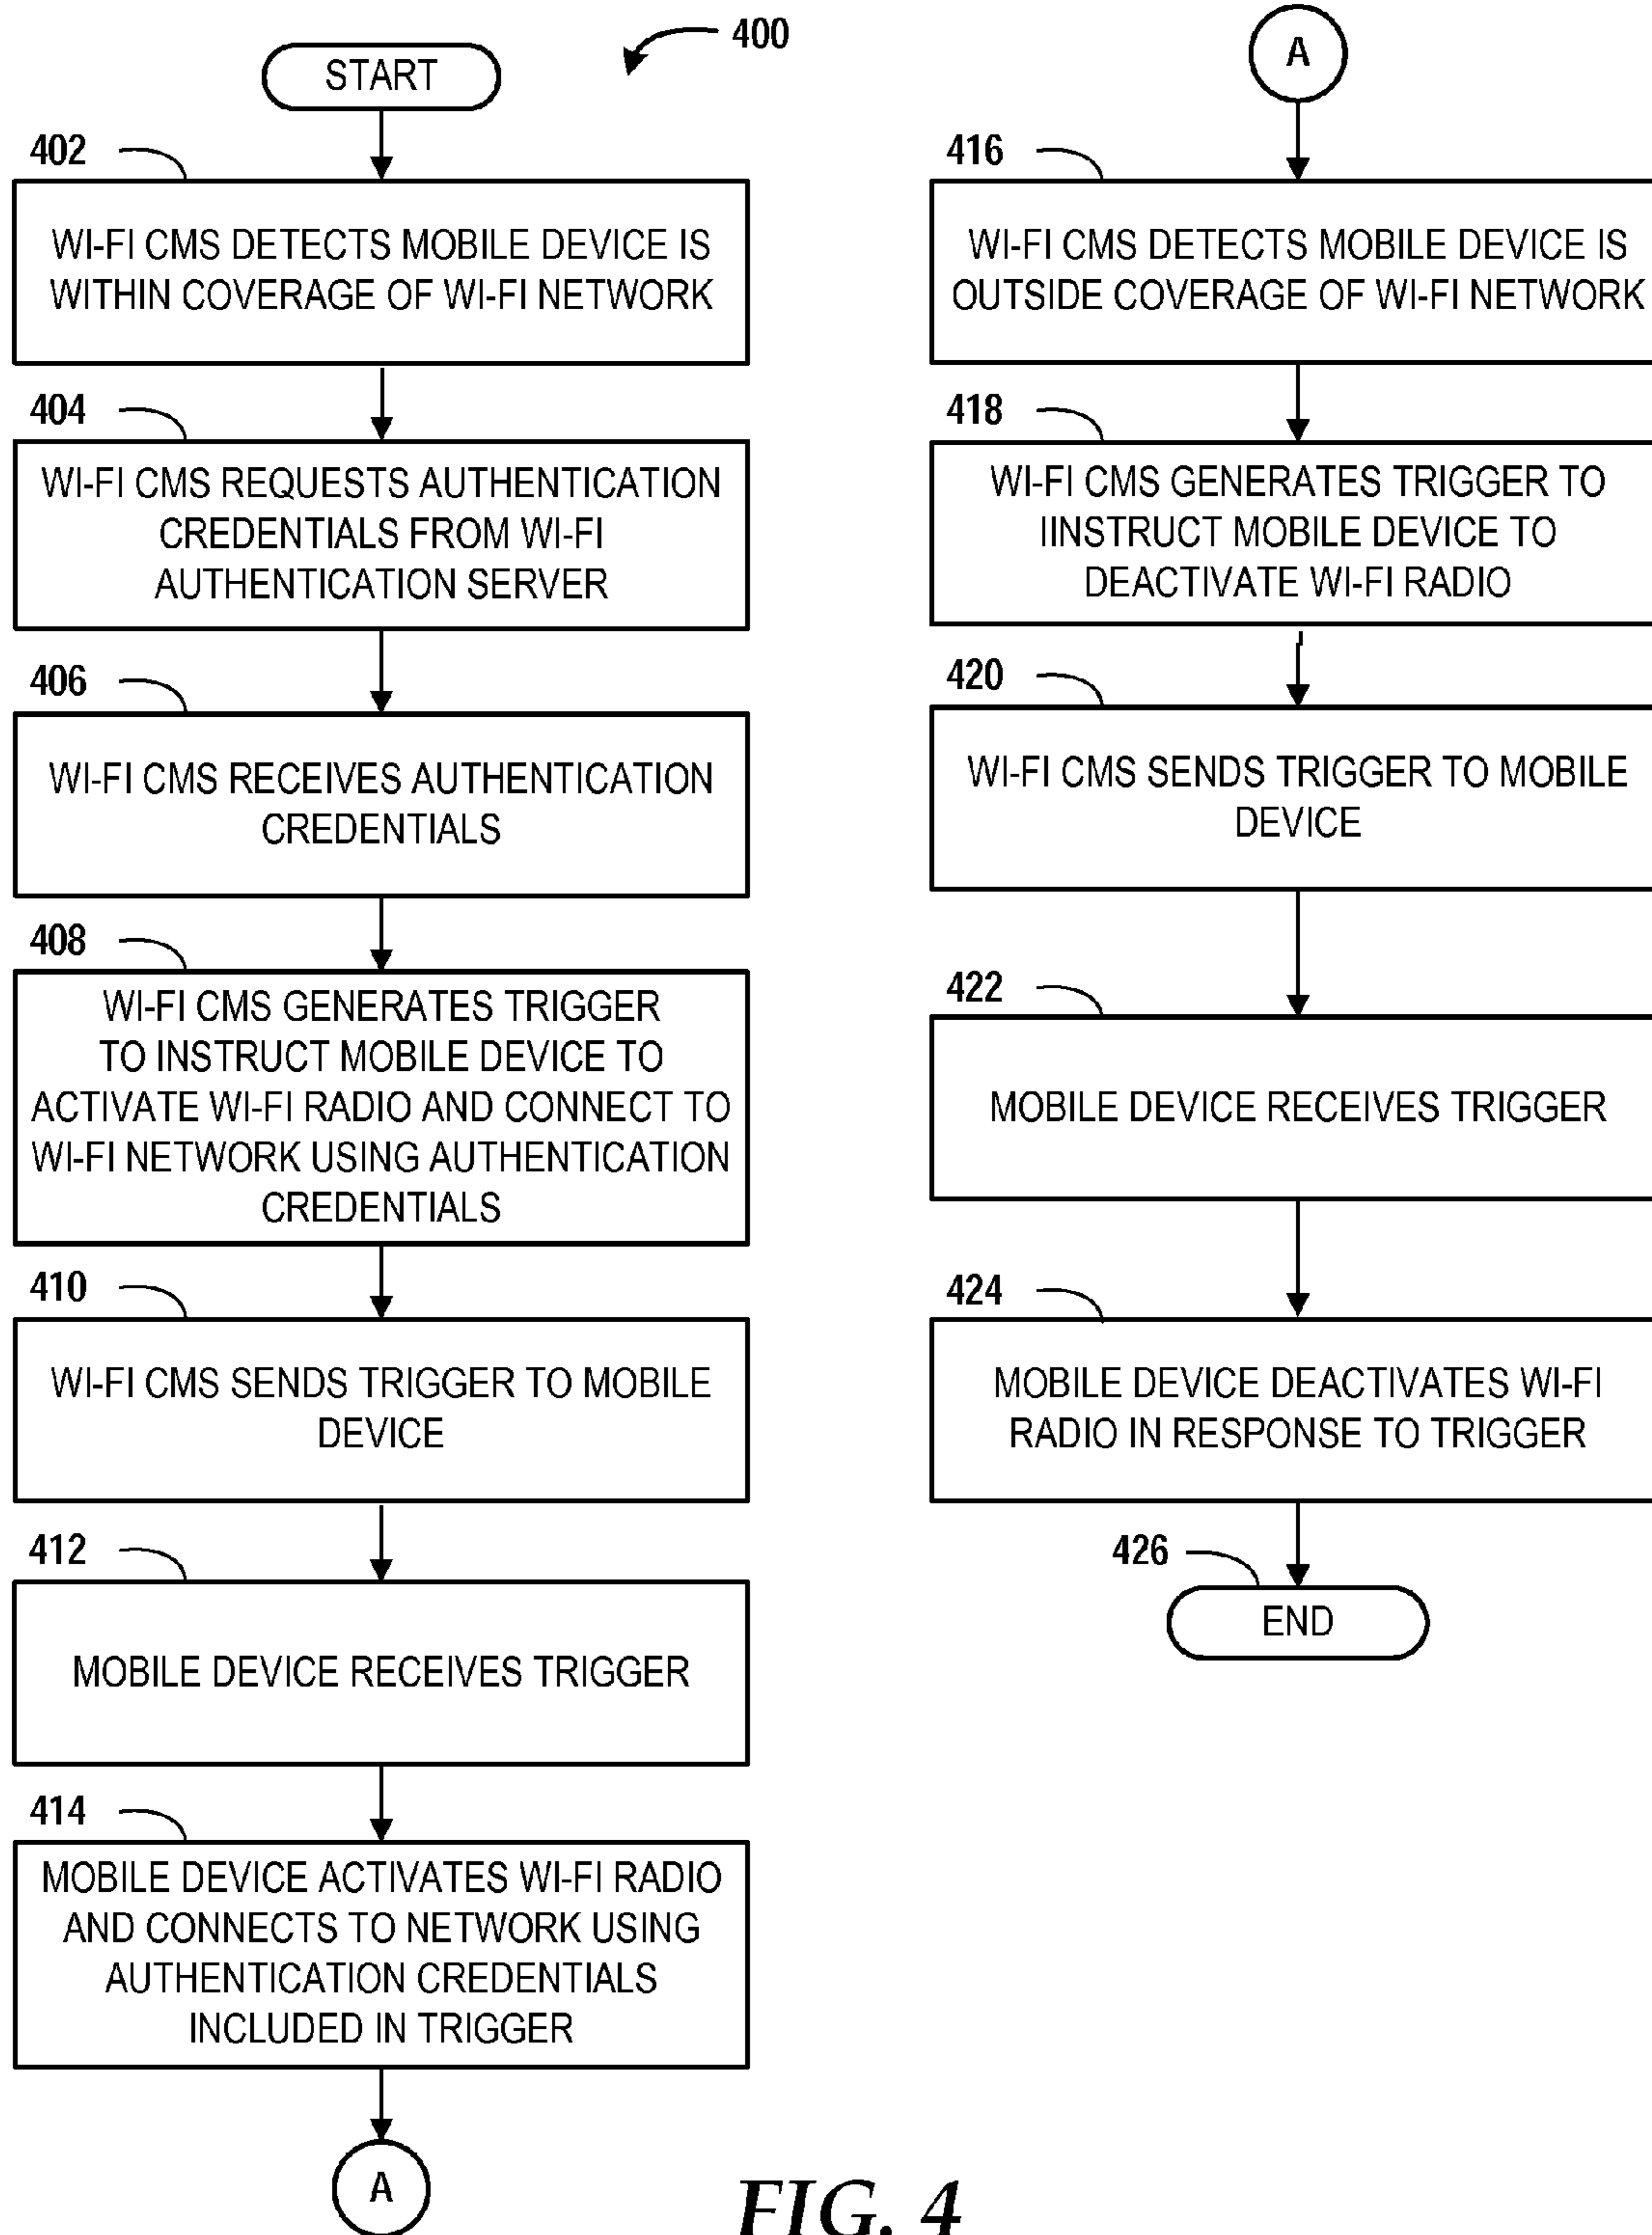 400
START
402
WI-FI CMS DETECTS MOBILE DEVICE IS
WITHIN COVERAGE OF WI-FI NETWORK
404
WI-FI CMS REQUESTS AUTHENTICATION
CREDENTIALS FROM WI-FI
AUTHENTICATION SERVER
406
WI-FI CMS RECEIVES AUTHENTICATION
CREDENTIALS
408
WI-FI CMS GENERATES TRIGGER
TO INSTRUCT MOBILE DEVICE TO
ACTIVATE WI-FI RADIO AND CONNECT TO
WI-FI NETWORK USING AUTHENTICATION
CREDENTIALS
410
WI-FI CMS SENDS TRIGGER TO MOBILE
DEVICE
412
MOBILE DEVICE RECEIVES TRIGGER
414
MOBILE DEVICE ACTIVATES WI-FI RADIO
AND CONNECTS TO NETWORK USING
AUTHENTICATION CREDENTIALS
INCLUDED IN TRIGGER
A
A
416
WI-FI CMS DETECTS MOBILE DEVICE IS
OUTSIDE COVERAGE OF WI-FI NETWORK
418
WI-FI CMS GENERATES TRIGGER TO
IINSTRUCT MOBILE DEVICE TO
DEACTIVATE WI-FI RADIO
420
WI-FI CMS SENDS TRIGGER TO MOBILE
DEVICE
422
MOBILE DEVICE RECEIVES TRIGGER
424
MOBILE DEVICE DEACTIVATES WI-FI
RADIO IN RESPONSE TO TRIGGER
426
END
FIG. 4